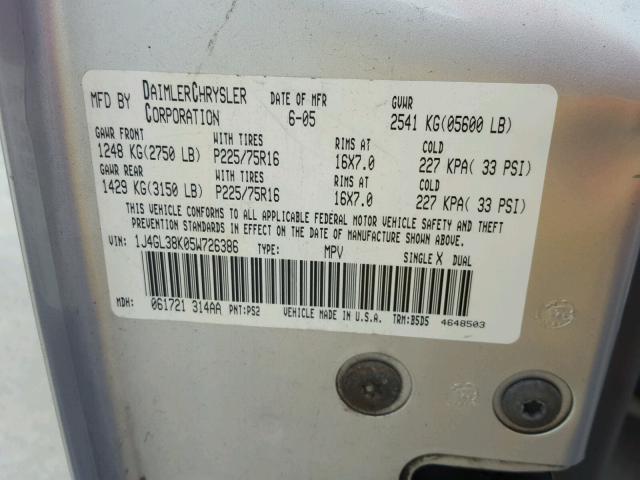 MFD BY DAIMLERCHRYSLER CORPORATION DATE OF MFR 6-05 GVWR 2541 KG(05600 LB)
GAWR FRONT WITH TIRES RIMS AT COLD
1248 KG(2750 LB) P225/75R16 16X7.0 227 KPA( 33 PSI)
GAWR REAR WITH TIRES RIMS AT COLD
1429 KG(3150 LB) P225/75R16 16X7.0 227 KPA( 33 PSI)
THIS VEHICLE CONFORMS TO ALL APPLICABLE FEDERAL MOTOR VEHICLE SAFETY AND THEFT
PREVENTION STANDARDS IN EFFECT ON THE DATE OF MANUFACTURE SHOWN ABOVE.
VIN: 1J4GL38K05W726386 TYPE: MPV SINGLE X DUAL
MDH: 061721 314AA PNT:PS2 VEHICLE MADE IN U.S.A. TRM:B5D5 4648503